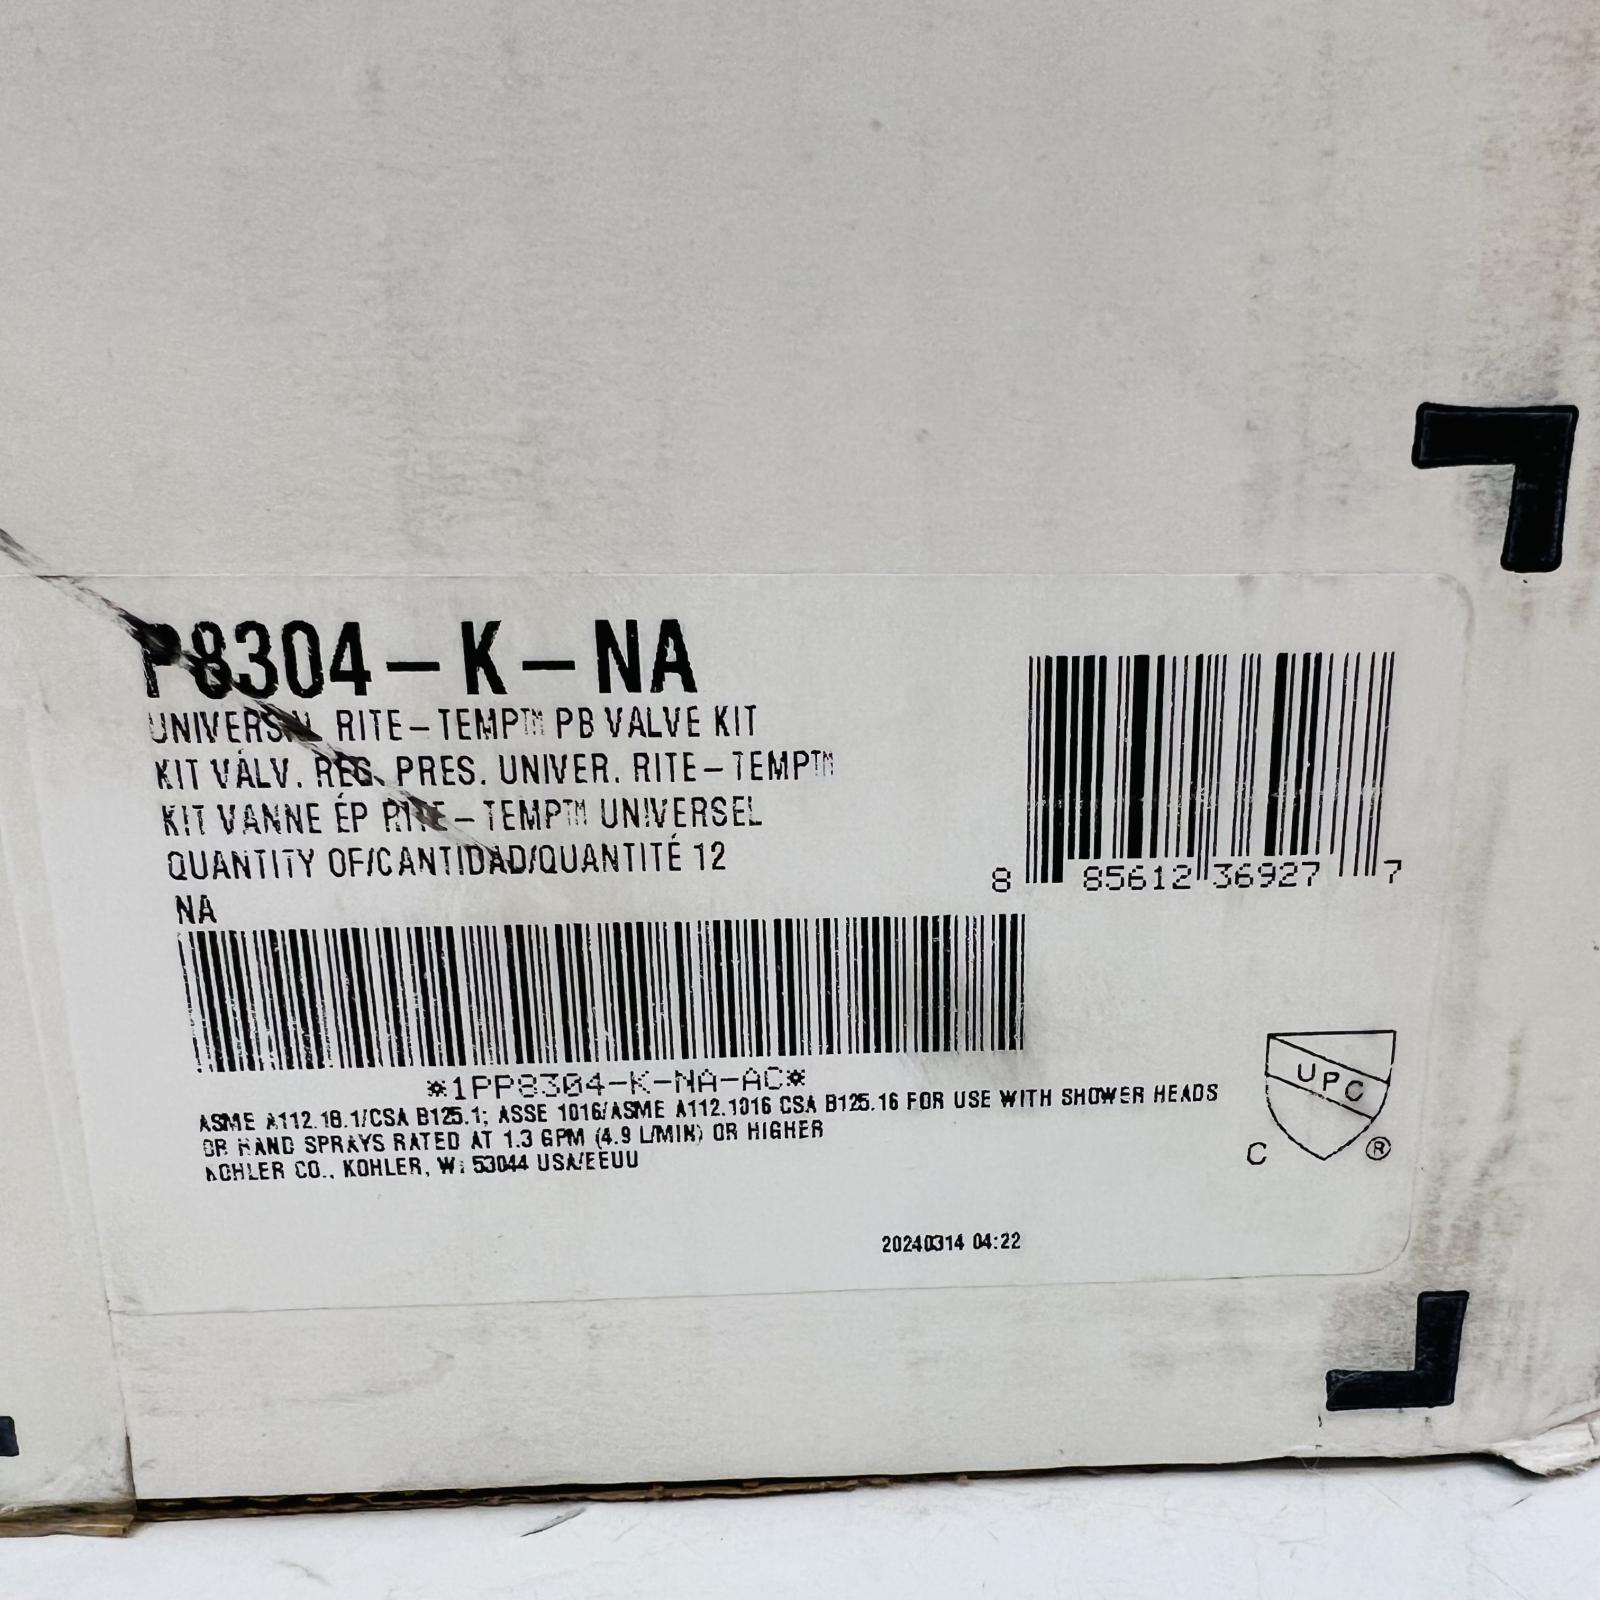 P8304-K-NA
UNIVERSAL RITE-TEMP™ PB VALVE KIT
KIT VÁLV. REG. PRES. UNIVER. RITE-TEMP™
KIT VANNE ÉP RITE-TEMP™ UNIVERSEL
QUANTITY OF/CANTIDAD/QUANTITÉ 12
NA
8 85612 36927 7
*1PP8304-K-NA-AC*
ASME A112.18.1/CSA B125.1; ASSE 1016/ASME A112.1016 CSA B125.16 FOR USE WITH SHOWER HEADS
OR HAND SPRAYS RATED AT 1.3 GPM (4.9 L/MIN) OR HIGHER
KOHLER CO., KOHLER, WI 53044 USA/EEUU
UPC
C ®
20240314 04:22